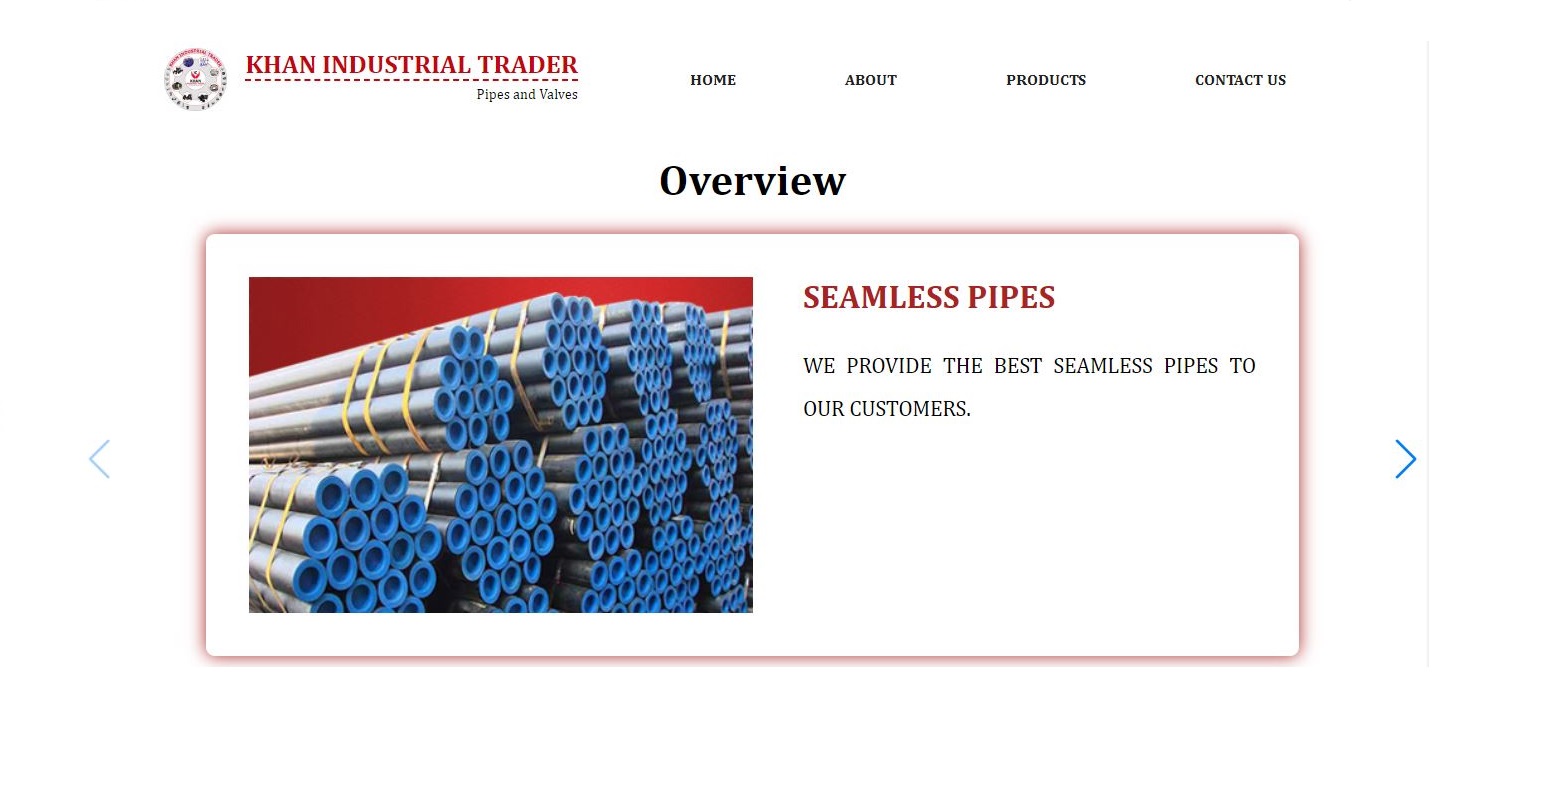 KHAN INDUSTRIAL TRADER
Pipes and Valves
HOME ABOUT PRODUCTS CONTACT US
Overview
SEAMLESS PIPES
WE PROVIDE THE BEST SEAMLESS PIPES TO
OUR CUSTOMERS.